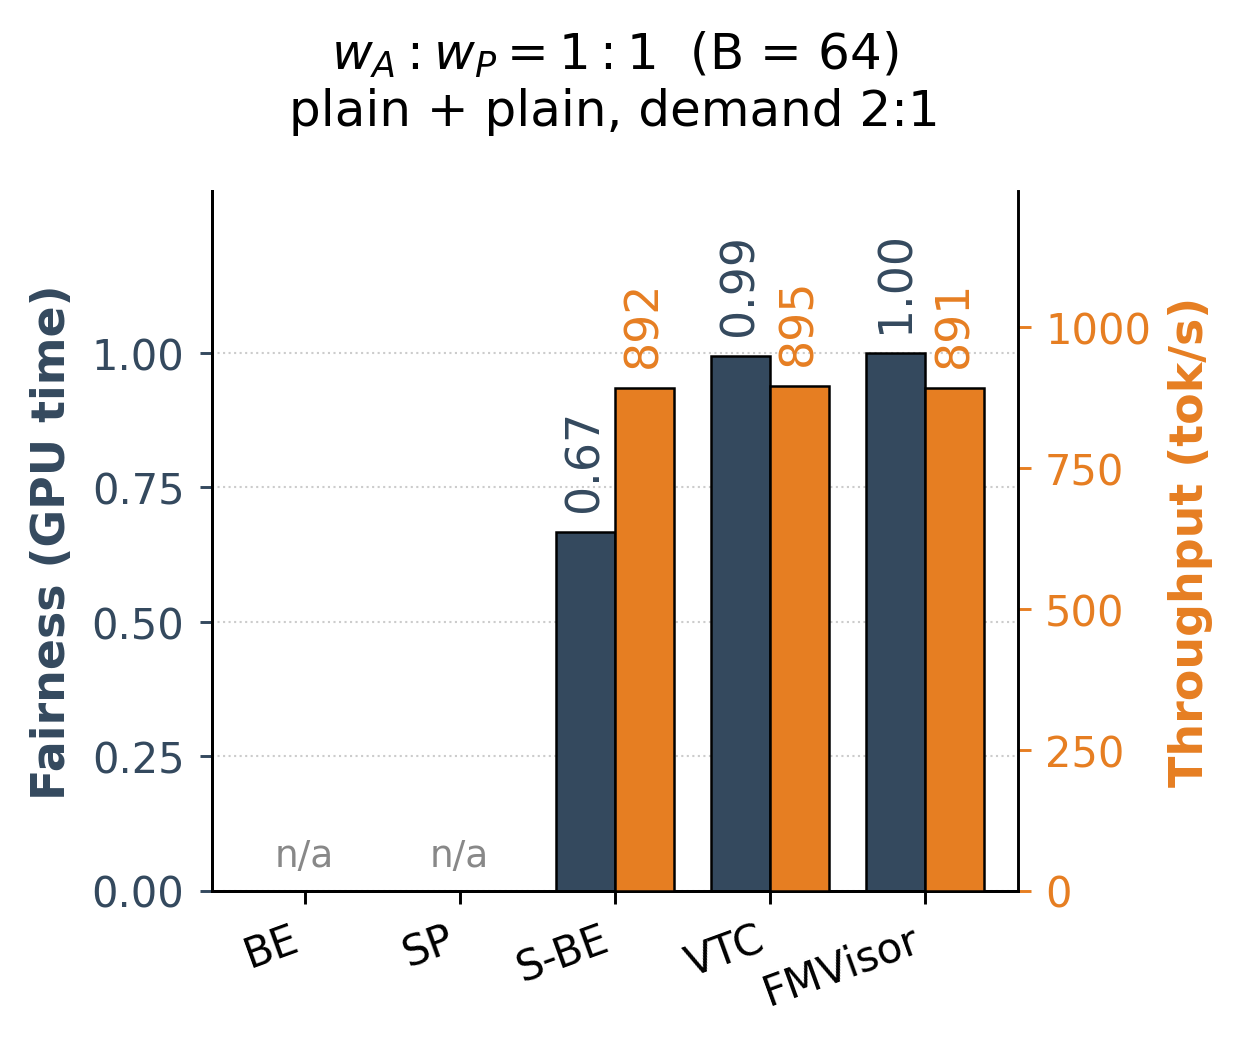 w_A : w_P = 1 : 1 (B = 64)
plain + plain, demand 2:1
Fairness (GPU time)
1.00
0.75
0.50
0.25
0.00
n/a
n/a
0.67
892
0.99
895
1.00
891
1000
750
500
250
0
Throughput (tok/s)
BE
SP
S-BE
VTC
FMVisor